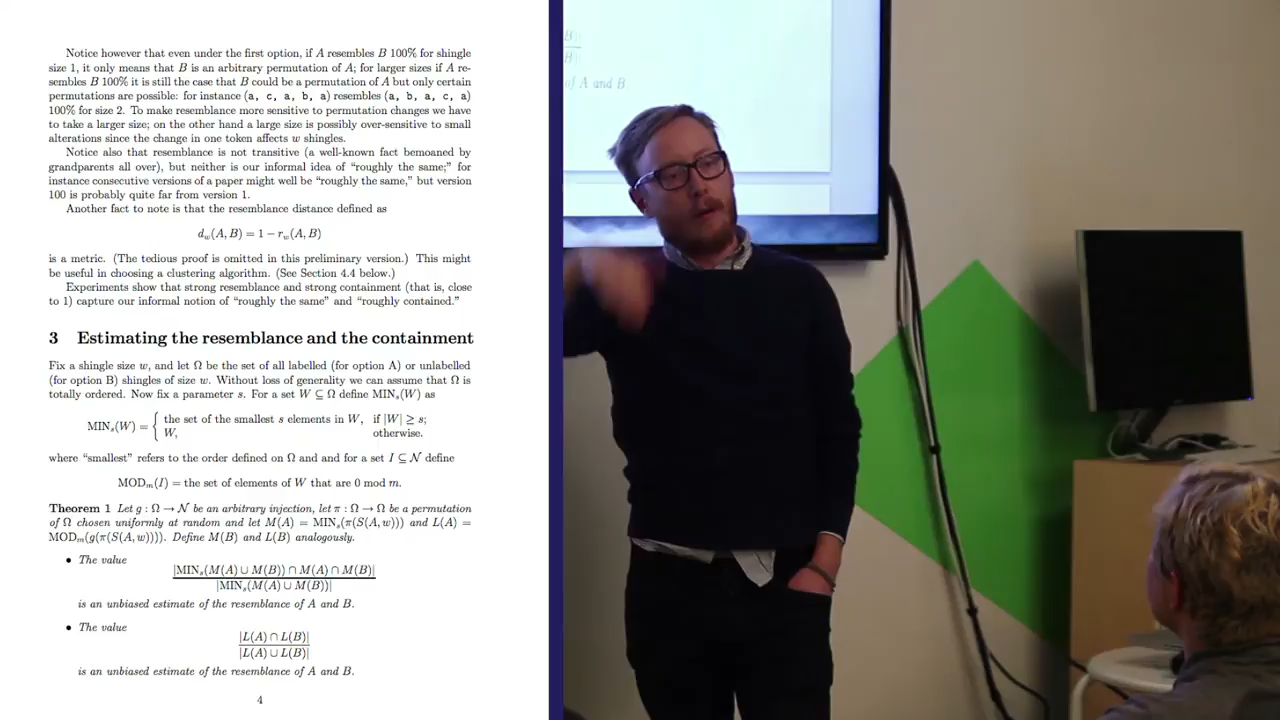 Notice however that even under the first option, if A resembles B 100% for shingle
size 1, it only means that B is an arbitrary permutation of A; for larger sizes if A re-
sembles B 100% it is still the case that B could be a permutation of A but only certain
permutations are possible: for instance (a, c, a, b, a) resembles (a, b, a, c, a)
100% for size 2. To make resemblance more sensitive to permutation changes we have
to take a larger size; on the other hand a large size is possibly over-sensitive to small
alterations since the change in one token affects w shingles.
Notice also that resemblance is not transitive (a well-known fact bemoaned by
grandparents all over), but neither is our informal idea of “roughly the same;” for
instance consecutive versions of a paper might well be “roughly the same,” but version
100 is probably quite far from version 1.
Another fact to note is that the resemblance distance defined as
d_w(A, B) = 1 − r_w(A, B)
is a metric. (The tedious proof is omitted in this preliminary version.) This might
be useful in choosing a clustering algorithm. (See Section 4.4 below.)
Experiments show that strong resemblance and strong containment (that is, close
to 1) capture our informal notion of “roughly the same” and “roughly contained.”
3 Estimating the resemblance and the containment
Fix a shingle size w, and let Ω be the set of all labelled (for option A) or unlabelled
(for option B) shingles of size w. Without loss of generality we can assume that Ω is
totally ordered. Now fix a parameter s. For a set W ⊆ Ω define MIN_s(W) as
MIN_s(W) = { the set of the smallest s elements in W, if |W| ≥ s;
W, otherwise.
where “smallest” refers to the order defined on Ω and and for a set I ⊆ N define
MOD_m(I) = the set of elements of W that are 0 mod m.
Theorem 1 Let g : Ω → N be an arbitrary injection, let π : Ω → Ω be a permutation
of Ω chosen uniformly at random and let M(A) = MIN_s(π(S(A, w))) and L(A) =
MOD_m(g(π(S(A, w)))). Define M(B) and L(B) analogously.
• The value
|MIN_s(M(A) ∪ M(B)) ∩ M(A) ∩ M(B)|
|MIN_s(M(A) ∪ M(B))|
is an unbiased estimate of the resemblance of A and B.
• The value
|L(A) ∩ L(B)|
|L(A) ∪ L(B)|
is an unbiased estimate of the resemblance of A and B.
4
B)|
B)|
of A and B.